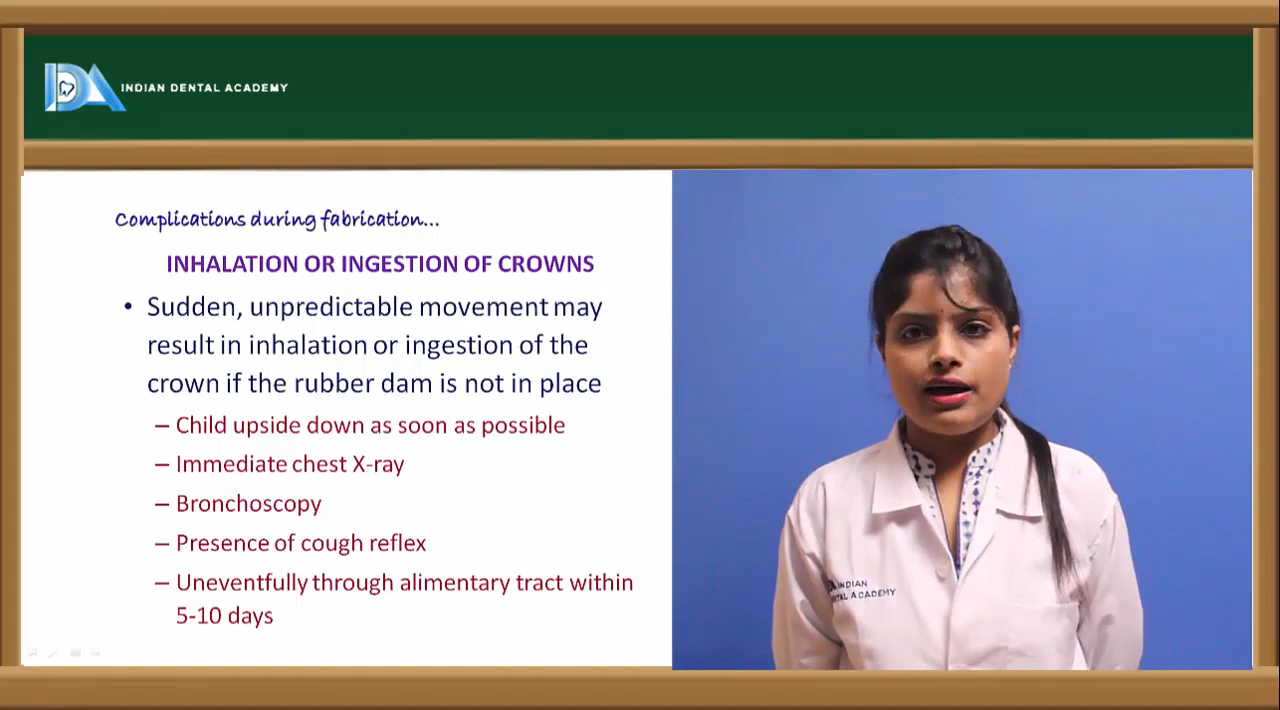 INDIAN DENTAL ACADEMY
Complications during fabrication...
INHALATION OR INGESTION OF CROWNS
• Sudden, unpredictable movement may
result in inhalation or ingestion of the
crown if the rubber dam is not in place
– Child upside down as soon as possible
– Immediate chest X-ray
– Bronchoscopy
– Presence of cough reflex
– Uneventfully through alimentary tract within
5-10 days
INDIAN
DENTAL ACADEMY